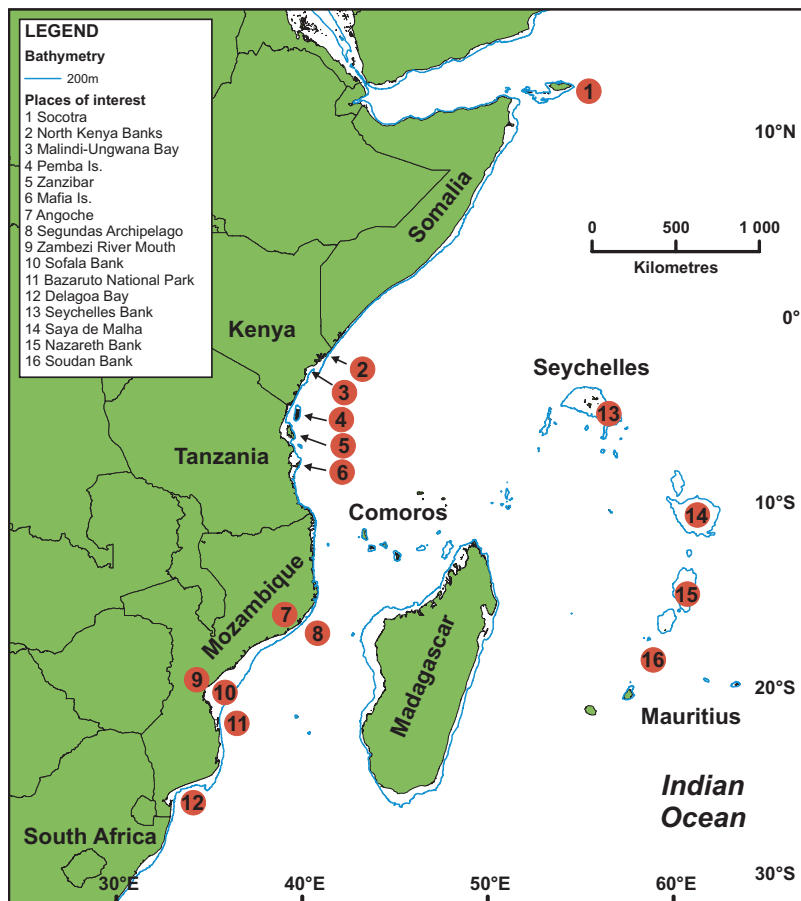 LEGEND
Bathymetry
200m
Places of interest
1 Socotra
2 North Kenya Banks
3 Malindi-Ungwana Bay
4 Pemba Is.
5 Zanzibar
6 Mafia Is.
7 Angoche
8 Segundas Archipelago
9 Zambezi River Mouth
10 Sofala Bank
11 Bazaruto National Park
12 Delagoa Bay
13 Seychelles Bank
14 Saya de Malha
15 Nazareth Bank
16 Soudan Bank
1
10°N
Somalia
0 500 1 000
Kilometres
0°
Kenya
2
Seychelles
3
13
4
5
Tanzania
6
10°S
Comoros
14
Mozambique
7
15
8
Madagascar
16
9
10
20°S
Mauritius
11
Indian
Ocean
12
South Africa
30°S
30°E
40°E
50°E
60°E